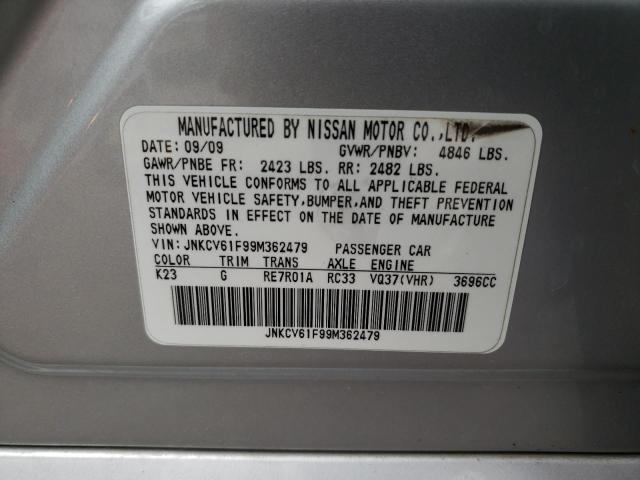 MANUFACTURED BY NISSAN MOTOR CO.,LTD.
DATE: 09/09 GVWR/PNBV: 4846 LBS.
GAWR/PNBE FR: 2423 LBS. RR: 2482 LBS.
THIS VEHICLE CONFORMS TO ALL APPLICABLE FEDERAL
MOTOR VEHICLE SAFETY,BUMPER,AND THEFT PREVENTION
STANDARDS IN EFFECT ON THE DATE OF MANUFACTURE
SHOWN ABOVE.
VIN: JNKCV61F99M362479 PASSENGER CAR
COLOR TRIM TRANS AXLE ENGINE
K23 G RE7R01A RC33 VQ37(VHR) 3696CC
JNKCV61F99M362479